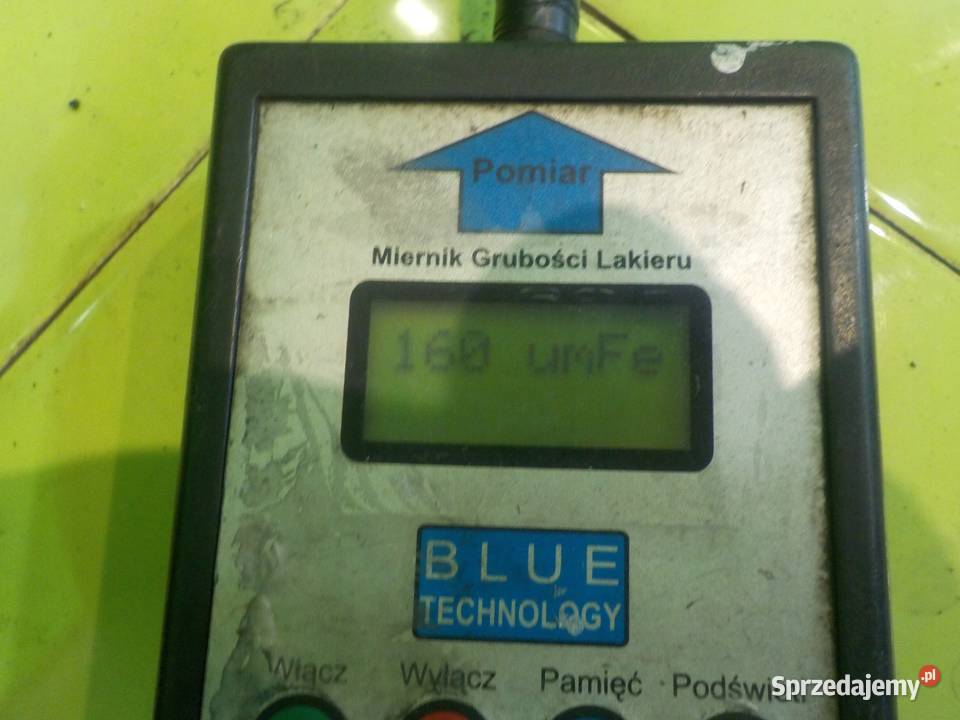 Pomiar
Miernik Grubości Lakieru
160 umFe
BLUE
TECHNOLOGY
Włącz Wyłącz Pamięć
Sprzedajemy.pl